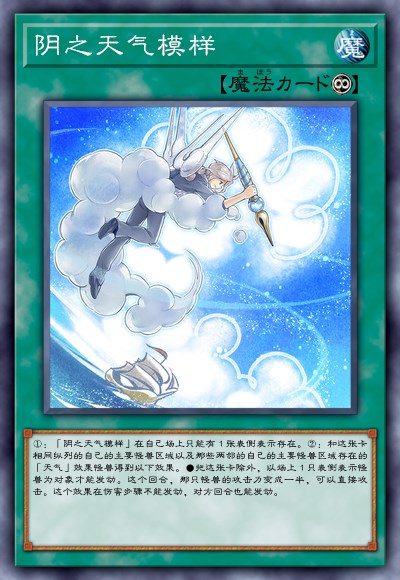 阴之天气模样
魔
【魔法カード】
まほう
①：「阴之天气模样」在自己场上只能有1张表侧表示存在。②：和这张卡
相同纵列的自己的主要怪兽区域以及那些两邻的自己的主要怪兽区域存在的
「天气」效果怪兽得到以下效果。●把这张卡除外，以场上1只表侧表示怪
兽为对象才能发动。这个回合，那只怪兽的攻击力变成一半，可以直接攻
击。这个效果在伤害步骤不能发动，对方回合也能发动。